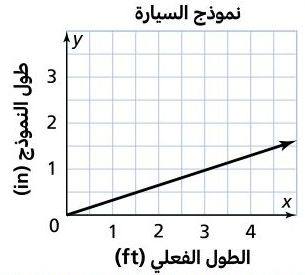 نموذج السيارة
y
طول النموذج (in)
3
2
1
0
1 2 3 4
x
الطول الفعلي (ft)